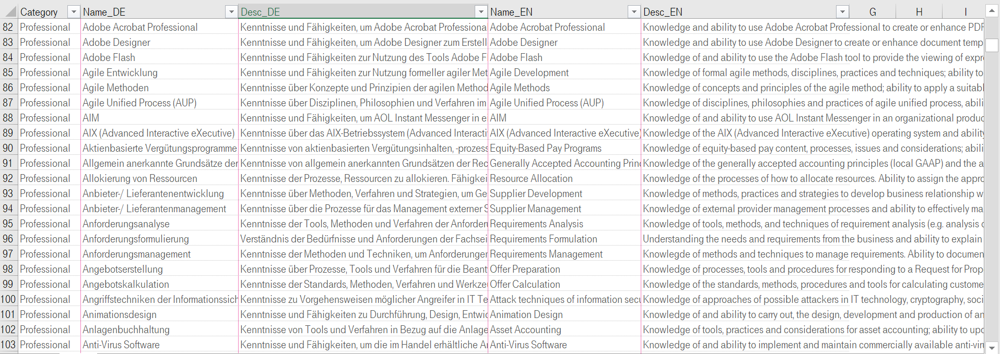 Category Name_DE Desc_DE Name_EN Desc_EN G H I
82 Professional Adobe Acrobat Professional Kenntnisse und Fähigkeiten, um Adobe Acrobat Professiona Adobe Acrobat Professional Knowledge and ability to use Adobe Acrobat Professional to create or enhance PDF
83 Professional Adobe Designer Kenntnisse und Fähigkeiten, um Adobe Designer zum Erstell Adobe Designer Knowledge and ability to use Adobe Designer to create or enhance document temp
84 Professional Adobe Flash Kenntnisse und Fähigkeiten zur Nutzung des Tools Adobe F Adobe Flash Knowledge of and ability to use the Adobe Flash tool to provide the viewing of expr
85 Professional Agile Entwicklung Kenntnisse und Fähigkeiten zur Nutzung formeller agiler Met Agile Development Knowledge of formal agile methods, disciplines, practices and techniques; ability to
86 Professional Agile Methoden Kenntnisse über Konzepte und Prinzipien der agilen Method Agile Methods Knowledge of concepts and principles of the agile method; ability to apply a suitabl
87 Professional Agile Unified Process (AUP) Kenntnisse über Disziplinen, Philosophien und Verfahren im Agile Unified Process (AUP) Knowledge of disciplines, philosophies and practices of agile unified process, abili
88 Professional AIM Kenntnisse und Fähigkeiten, um AOL Instant Messenger in e AIM Knowledge of and ability to use AOL Instant Messenger in an organizational produc
89 Professional AIX (Advanced Interactive eXecutive) Kenntnisse über das AIX-Betriebssystem (Advanced Interacti AIX (Advanced Interactive eXecutive) Knowledge of the AIX (Advanced Interactive eXecutive) operating system and ability
90 Professional Aktienbasierte Vergütungsprogramme Kenntnisse von aktienbasierten Vergütungsinhalten, -prozess Equity-Based Pay Programs Knowledge of equity-based pay content, processes, issues and considerations; abili
91 Professional Allgemein anerkannte Grundsätze der Kenntnisse von allgemein anerkannten Grundsätzen der Rec Generally Accepted Accounting Prin Knowledge of the generally accepted accounting principles (local GAAP) and the a
92 Professional Allokierung von Ressourcen Kenntnisse der Prozesse, Ressourcen zu allokieren. Fähigkei Resource Allocation Knowledge of the processes of how to allocate resources. Ability to assign the appro
93 Professional Anbieter-/ Lieferantenentwicklung Kenntnisse über Methoden, Verfahren und Strategien, um Ge Supplier Development Knowledge of methods, practices and strategies to develop business relationship w
94 Professional Anbieter-/ Lieferantenmanagement Kenntnisse über die Prozesse für das Management externer S Supplier Management Knowledge of external provider management processes and ability to effectively ma
95 Professional Anforderungsanalyse Kenntnisse der Tools, Methoden und Verfahren der Anforder Requirements Analysis Knowledge of tools, methods, and techniques of requirement analysis (e.g. analysis o
96 Professional Anforderungsformulierung Verständnis der Bedürfnisse und Anforderungen der Fachsei Requirements Formulation Understanding the needs and requirements from the business and ability to explain
97 Professional Anforderungsmanagement Kenntnisse der Methoden und Techniken, um Anforderunger Requirements Management Knowlegde of methods and techniques to manage requirements. Ability to documen
98 Professional Angebotserstellung Kenntnisse über Prozesse, Tools und Verfahren für die Beant Offer Preparation Knowledge of processes, tools and procedures for responding to a Request for Prop
99 Professional Angebotskalkulation Kenntnisse der Standards, Methoden, Verfahren und Werkze Offer Calculation Knowledge of the standards, methods, procedures and tools for calculating custome
100 Professional Angriffstechniken der Informationssich Kenntnisse zu Vorgehensweisen möglicher Angreifer in IT Te Attack techniques of information secu Knowledge of approaches of possible attackers in IT technology, cryptography, soci
101 Professional Animationsdesign Kenntnisse und Fähigkeiten zu Durchführung, Design, Entwic Animation Design Knowledge of and ability to carry out, the design, development and production of an
102 Professional Anlagenbuchhaltung Kenntnisse von Tools und Verfahren in Bezug auf die Anlage Asset Accounting Knowledge of tools, practices and considerations for asset accounting; ability to upd
103 Professional Anti-Virus Software Kenntnisse und Fähigkeiten, um die im Handel erhältliche A Anti-Virus Software Knowledge of and ability to implement and maintain commercially available anti-viru